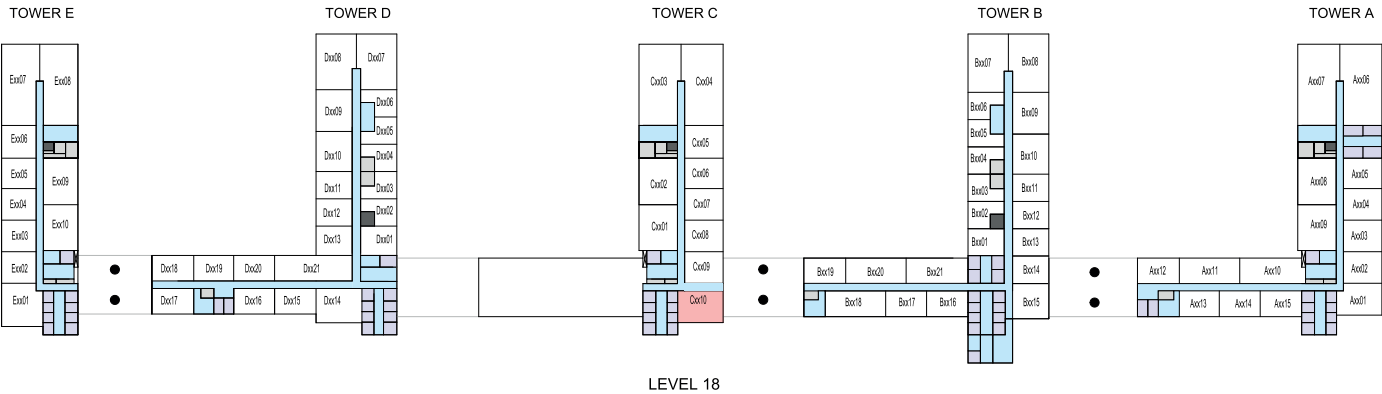 TOWER E
TOWER D
TOWER C
TOWER B
TOWER A
Exx07
Exx08
Exx06
Exx05
Exx09
Exx04
Exx10
Exx03
Exx02
Exx01
Dxx08
Dxx07
Dxx06
Dxx09
Dxx05
Dxx10
Dxx04
Dxx11
Dxx03
Dxx12
Dxx02
Dxx13
Dxx01
Dxx18
Dxx19
Dxx20
Dxx21
Dxx17
Dxx16
Dxx15
Dxx14
Cxx03
Cxx04
Cxx05
Cxx06
Cxx02
Cxx07
Cxx01
Cxx08
Cxx09
Cxx10
Bxx07
Bxx08
Bxx06
Bxx09
Bxx05
Bxx04
Bxx10
Bxx03
Bxx11
Bxx02
Bxx12
Bxx01
Bxx13
Bxx19
Bxx20
Bxx21
Bxx14
Bxx18
Bxx17
Bxx16
Bxx15
Axx07
Axx06
Axx08
Axx05
Axx04
Axx09
Axx03
Axx12
Axx11
Axx10
Axx02
Axx13
Axx14
Axx15
Axx01
LEVEL 18